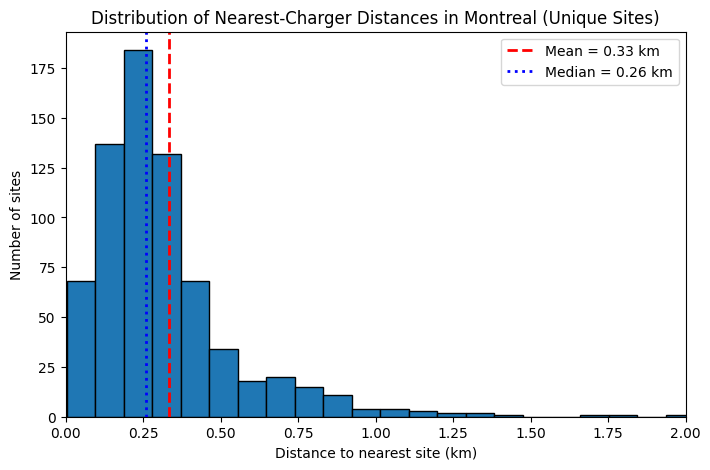 Distribution of Nearest-Charger Distances in Montreal (Unique Sites)
Mean = 0.33 km
Median = 0.26 km
Number of sites
175
150
125
100
75
50
25
0
0.00 0.25 0.50 0.75 1.00 1.25 1.50 1.75 2.00
Distance to nearest site (km)